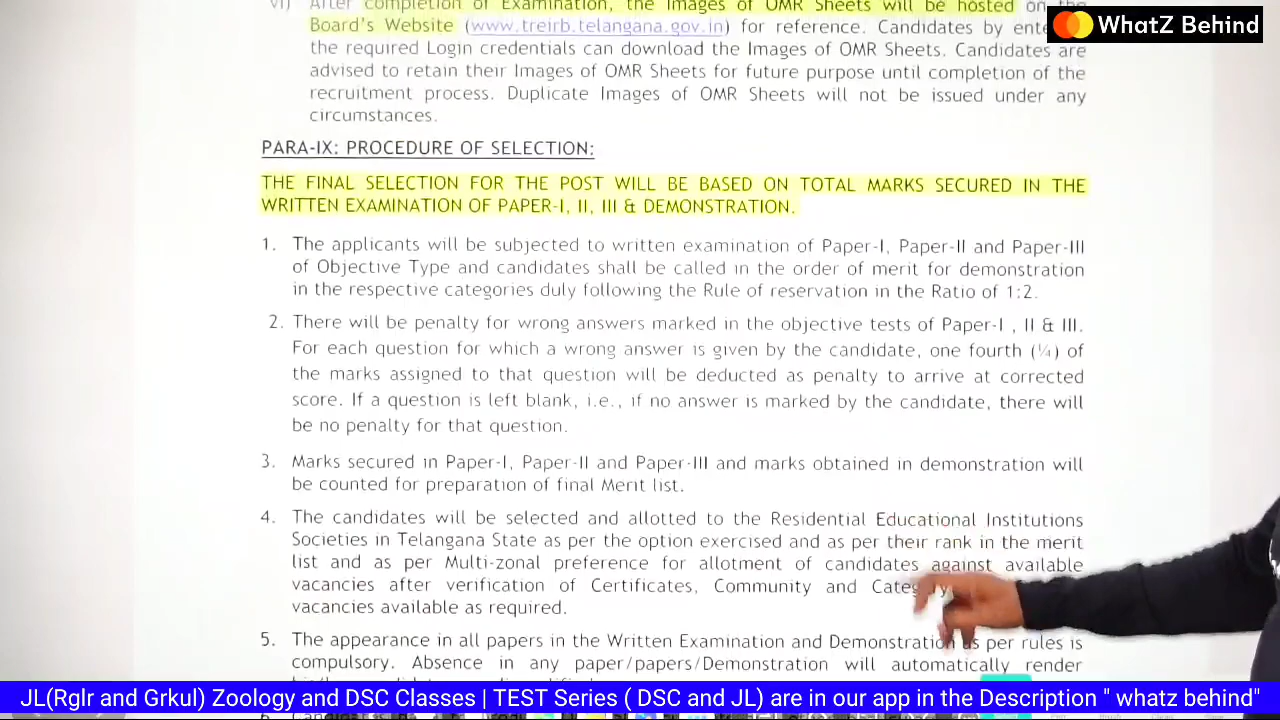 vi) After completion of Examination, the Images of OMR Sheets will be hosted on the
Board Website (www.treirb.telangana.gov.in) for reference. Candidates by
WhatZ Behind
the required Login credentials can download the Images of OMR Sheets. Candidates are
advised to retain their Images of OMR Sheets for future purpose until completion of the
recruitment process. Duplicate Images of OMR Sheets will not be issued under any
circumstances.
PARA-IX: PROCEDURE OF SELECTION:
THE FINAL SELECTION FOR THE POST WILL BE BASED ON TOTAL MARKS SECURED IN THE
WRITTEN EXAMINATION OF PAPER-I, II, III & DEMONSTRATION.
1. The applicants will be subjected to written examination of Paper-I, Paper-II and Paper-III
of Objective Type and candidates shall be called in the order of merit for demonstration
in the respective categories duly following the Rule of reservation in the Ratio of 1:2.
2. There will be penalty for wrong answers marked in the objective tests of Paper-I , II & III.
For each question for which a wrong answer is given by the candidate, one fourth (¼) of
the marks assigned to that question will be deducted as penalty to arrive at corrected
score. If a question is left blank, i.e., if no answer is marked by the candidate, there will
be no penalty for that question.
3. Marks secured in Paper-I, Paper-II and Paper-III and marks obtained in demonstration will
be counted for preparation of final Merit list.
4. The candidates will be selected and allotted to the Residential Educational Institutions
Societies in Telangana State as per the option exercised and as per their rank in the merit
list and as per Multi-zonal preference for allotment of candidates against available
vacancies after verification of Certificates, Community and
vacancies available as required.
5. The appearance in all papers in the Written Examination and Demonstration as per rules is
compulsory. Absence in any paper/papers/Demonstration will automatically render
JL(Rglr and Grkul) Zoology and DSC Classes | TEST Series ( DSC and JL) are in our app in the Description " whatz behind"